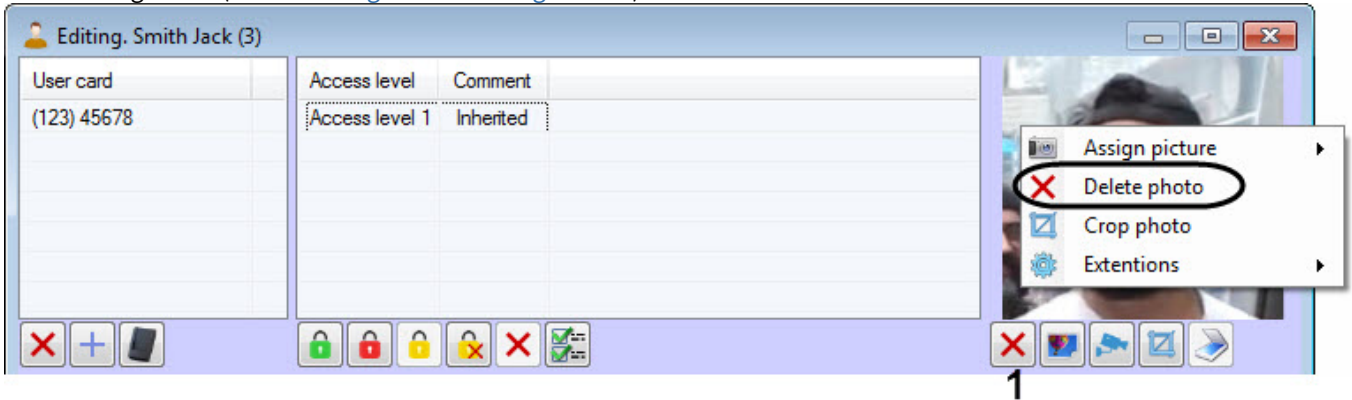 Editing. Smith Jack (3)
User card
Access level Comment
(123) 45678
Access level 1 Inherited
Assign picture
Delete photo
Crop photo
Extentions
1